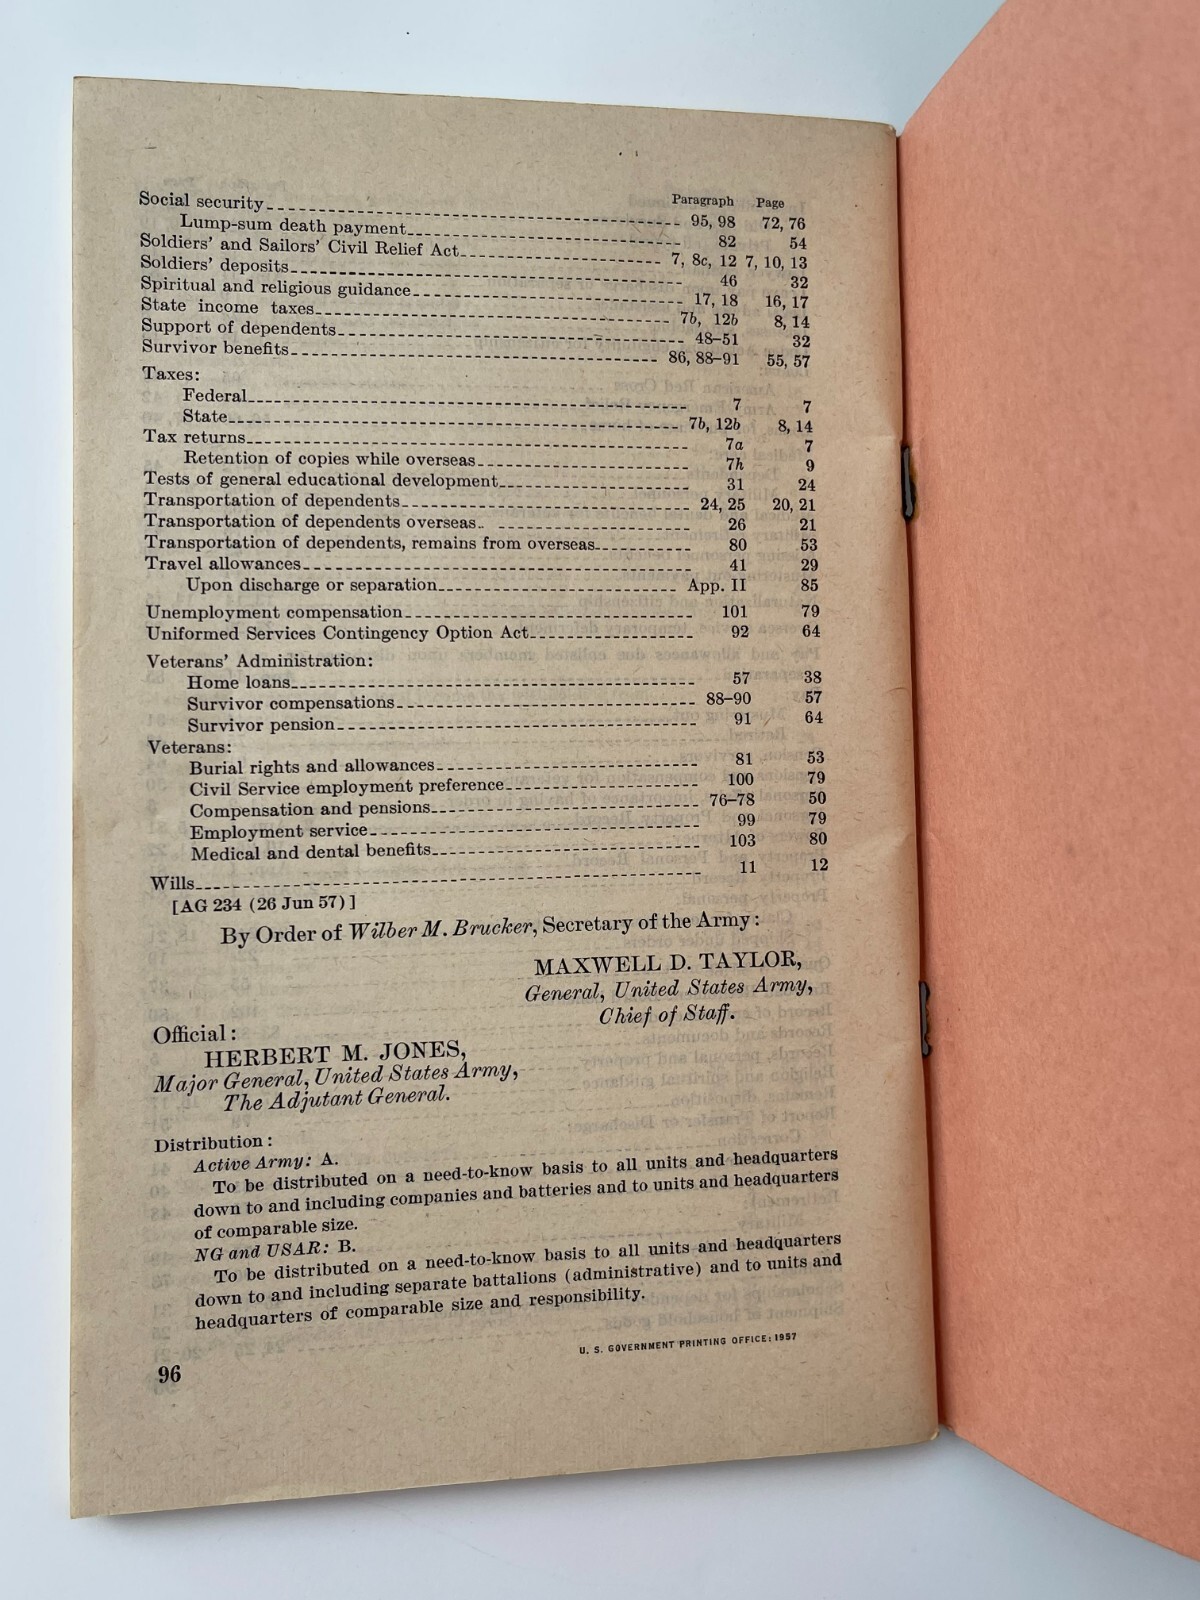 Paragraph Page
Social security 95, 98 72, 76
Lump-sum death payment 82 54
Soldiers' and Sailors' Civil Relief Act 7, 8c, 12 7, 10, 13
Soldiers' deposits 46 32
Spiritual and religious guidance 17, 18 16, 17
State income taxes 7b, 12b 8, 14
Support of dependents 48–51 32
Survivor benefits 86, 88–91 55, 57
Taxes:
Federal 7 7
State 7b, 12b 8, 14
Tax returns 7a 7
Retention of copies while overseas 7h 9
Tests of general educational development 31 24
Transportation of dependents 24, 25 20, 21
Transportation of dependents overseas 26 21
Transportation of dependents, remains from overseas 80 53
Travel allowances 41 29
Upon discharge or separation App. II 85
Unemployment compensation 101 79
Uniformed Services Contingency Option Act 92 64
Veterans' Administration:
Home loans 57 38
Survivor compensations 88–90 57
Survivor pension 91 64
Veterans:
Burial rights and allowances 81 53
Civil Service employment preference 100 79
Compensation and pensions 76–78 50
Employment service 99 79
Medical and dental benefits 103 80
Wills 11 12
[AG 234 (26 Jun 57)]
By Order of Wilber M. Brucker, Secretary of the Army:
MAXWELL D. TAYLOR,
General, United States Army,
Chief of Staff.
Official:
HERBERT M. JONES,
Major General, United States Army,
The Adjutant General.
Distribution:
Active Army: A.
To be distributed on a need-to-know basis to all units and headquarters
down to and including companies and batteries and to units and headquarters
of comparable size.
NG and USAR: B.
To be distributed on a need-to-know basis to all units and headquarters
down to and including separate battalions (administrative) and to units and
headquarters of comparable size and responsibility.
U. S. GOVERNMENT PRINTING OFFICE: 1957
96